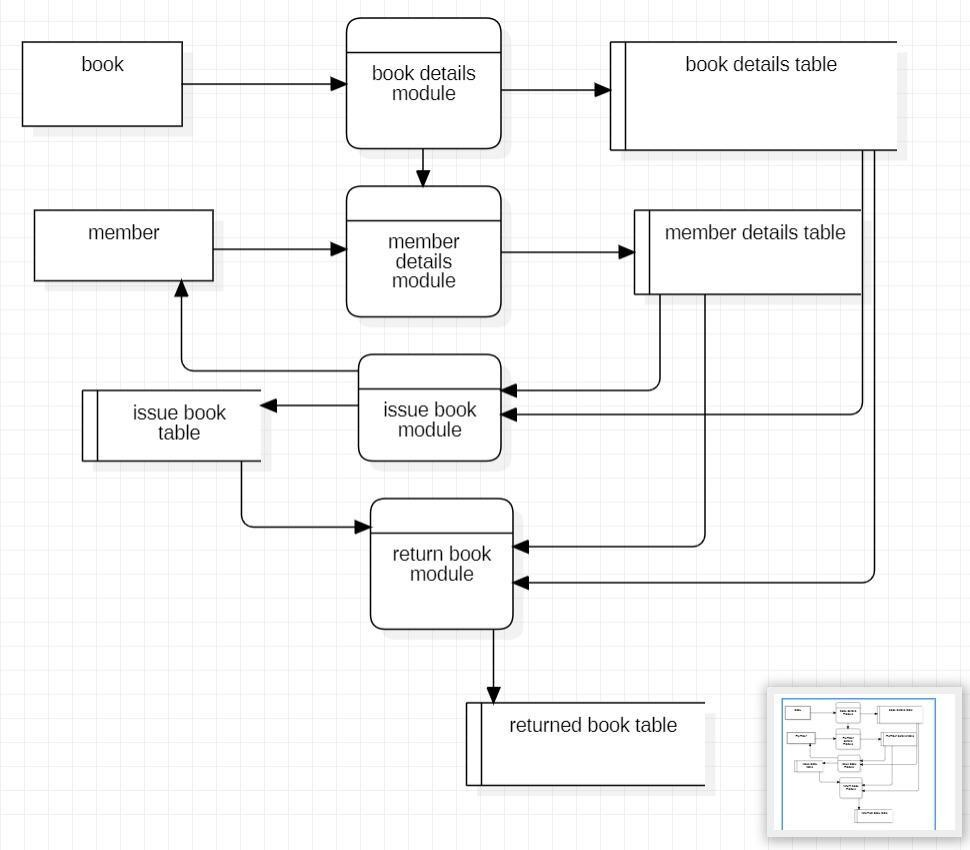 book
book details
module
book details table
member
member
details
module
member details table
issue book
table
issue book
module
return book
module
returned book table